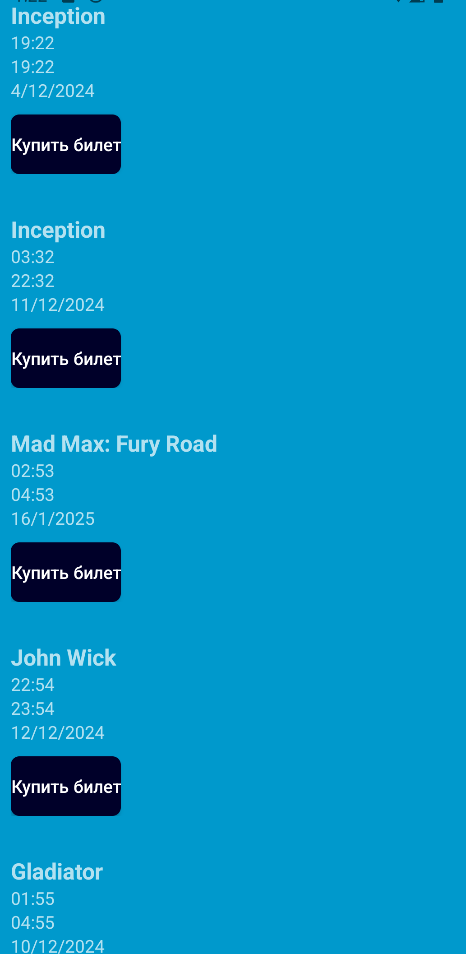 Inception
19:22
19:22
4/12/2024
Купить билет
Inception
03:32
22:32
11/12/2024
Купить билет
Mad Max: Fury Road
02:53
04:53
16/1/2025
Купить билет
John Wick
22:54
23:54
12/12/2024
Купить билет
Gladiator
01:55
04:55
10/12/2024